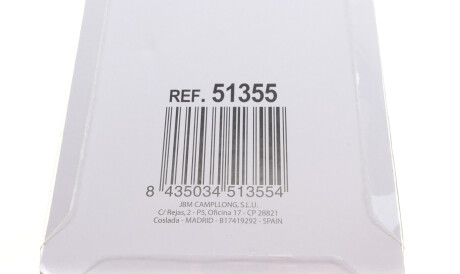 REF. 51355
8 435034 513554
JBM CAMPLLONG, S.L.U.
C/ Rejas, 2 - P5, Oficina 17 - CP 28821
Coslada - MADRID - B17419292 - SPAIN